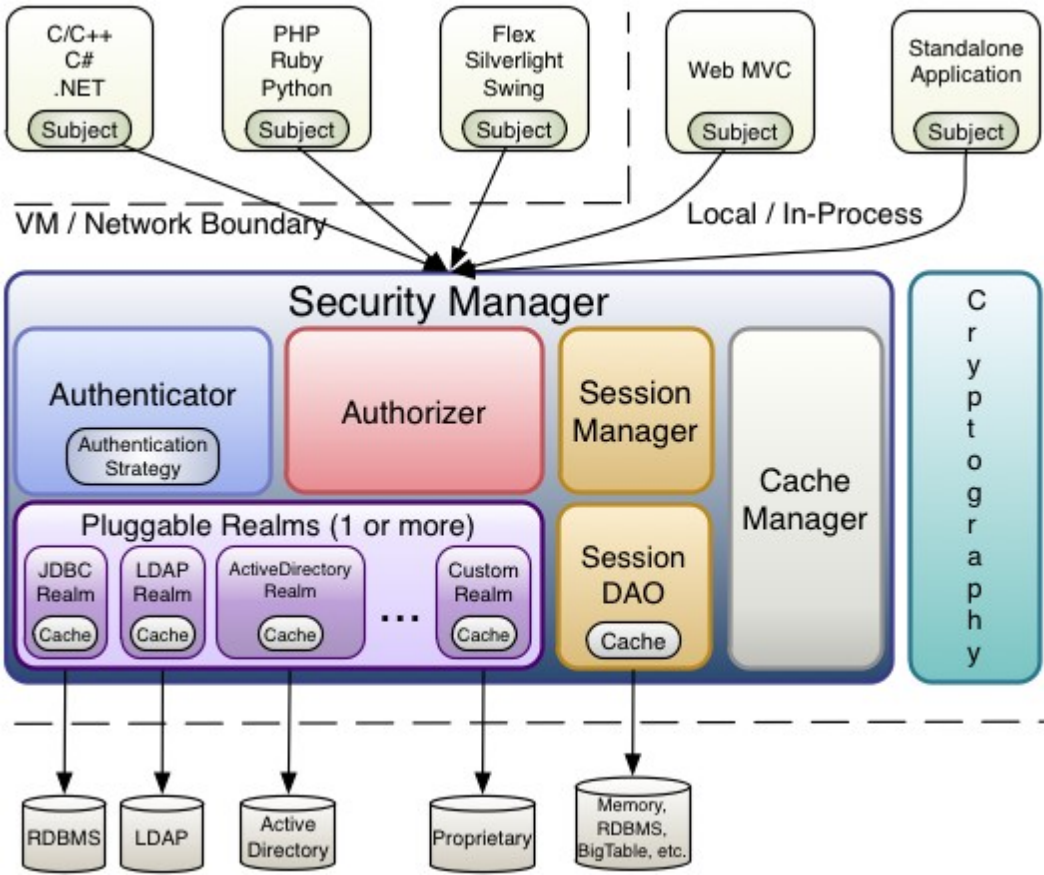 C/C++
C#
.NET
Subject
PHP
Ruby
Python
Subject
Flex
Silverlight
Swing
Subject
Web MVC
Subject
Standalone
Application
Subject
VM / Network Boundary
Local / In-Process
Security Manager
Authenticator
Authentication
Strategy
Authorizer
Session
Manager
Cache
Manager
Pluggable Realms (1 or more)
JDBC
Realm
Cache
LDAP
Realm
Cache
ActiveDirectory
Realm
Cache
...
Custom
Realm
Cache
Session
DAO
Cache
Cryptography
RDBMS
LDAP
Active
Directory
Proprietary
Memory,
RDBMS,
BigTable, etc.